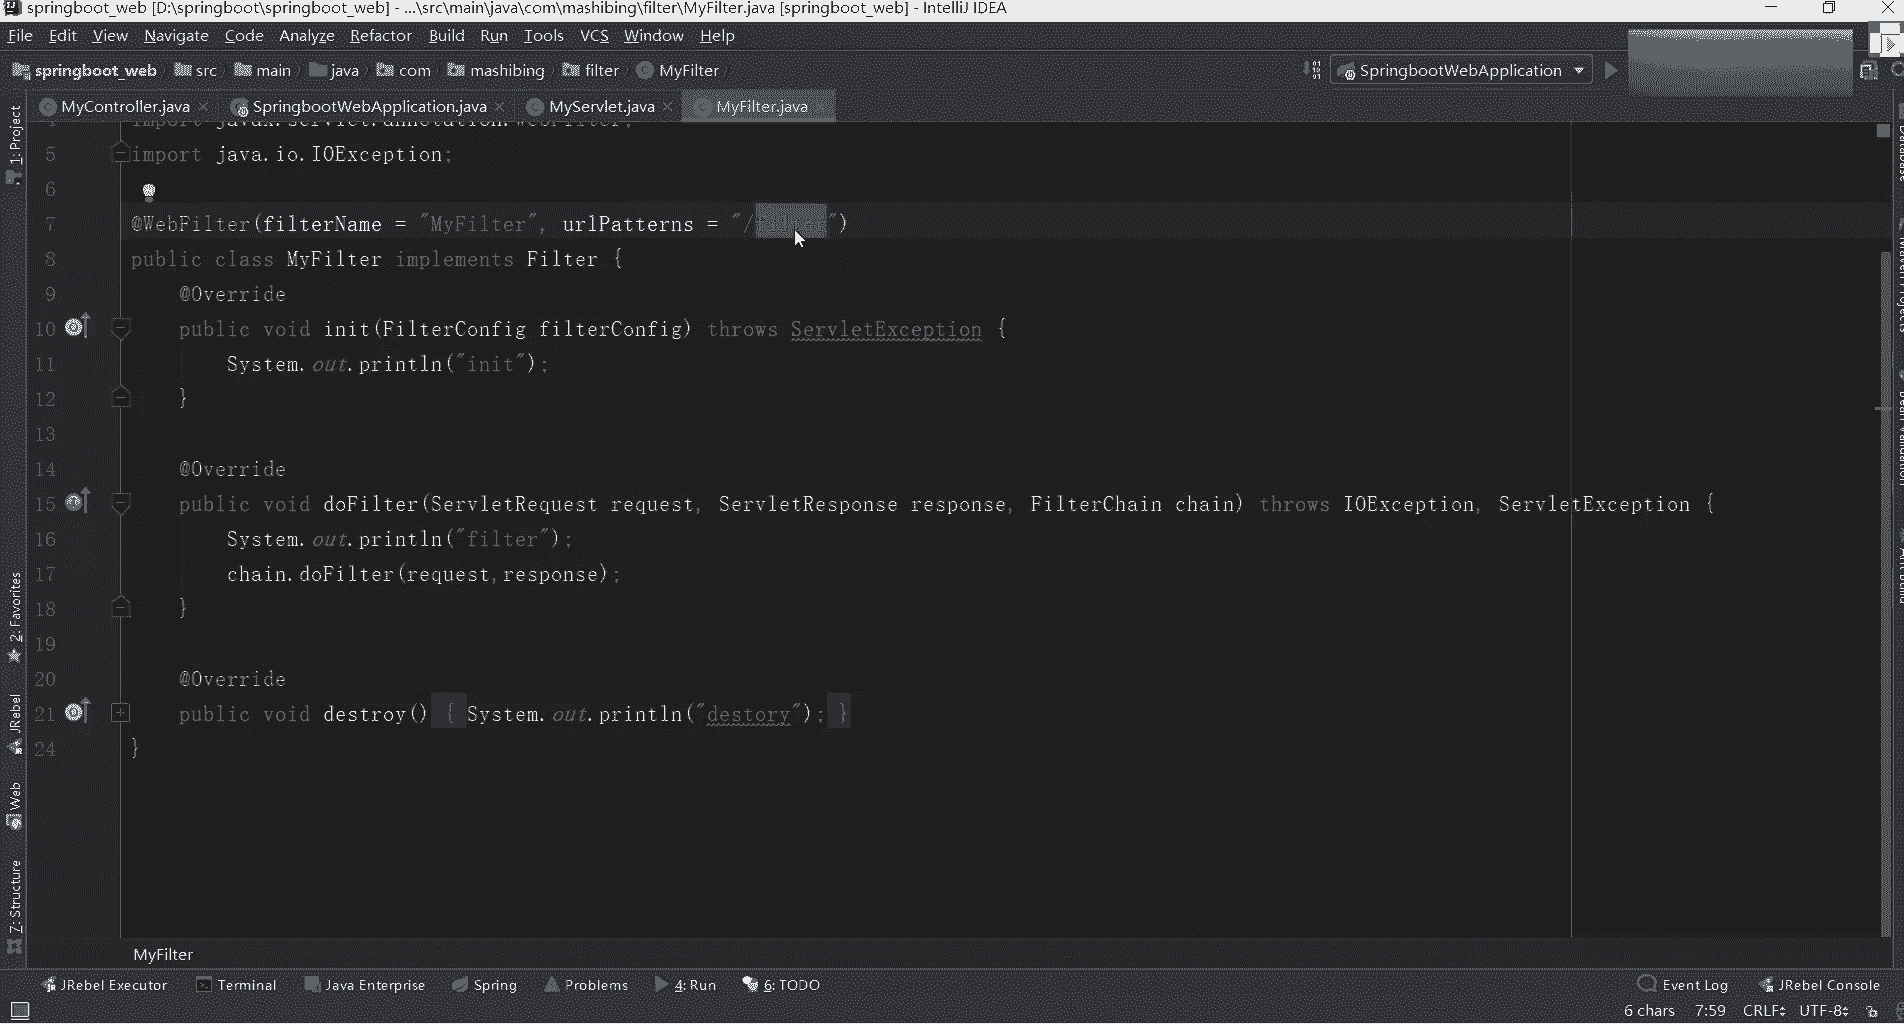 springboot_web [D:\springboot\springboot_web] - ...\src\main\java\com\mashibing\filter\MyFilter.java [springboot_web] - IntelliJ IDEA
File Edit View Navigate Code Analyze Refactor Build Run Tools VCS Window Help
springboot_web src main java com mashibing filter MyFilter SpringbootWebApplication
MyController.java SpringbootWebApplication.java MyServlet.java MyFilter.java
1: Project
5 import java.io.IOException;
6
7 @WebFilter(filterName = "MyFilter", urlPatterns = "/filter")
8 public class MyFilter implements Filter {
9 @Override
10 public void init(FilterConfig filterConfig) throws ServletException {
11 System.out.println("init");
12 }
13
14 @Override
15 public void doFilter(ServletRequest request, ServletResponse response, FilterChain chain) throws IOException, ServletException {
16 System.out.println("filter");
17 chain.doFilter(request,response);
18 }
19
20 @Override
21 public void destroy() { System.out.println("destory"); }
24 }
2: Favorites
JRebel
Web
7: Structure
MyFilter
JRebel Executor Terminal Java Enterprise Spring Problems 4: Run 6: TODO Event Log JRebel Console
6 chars 7:59 CRLF UTF-8